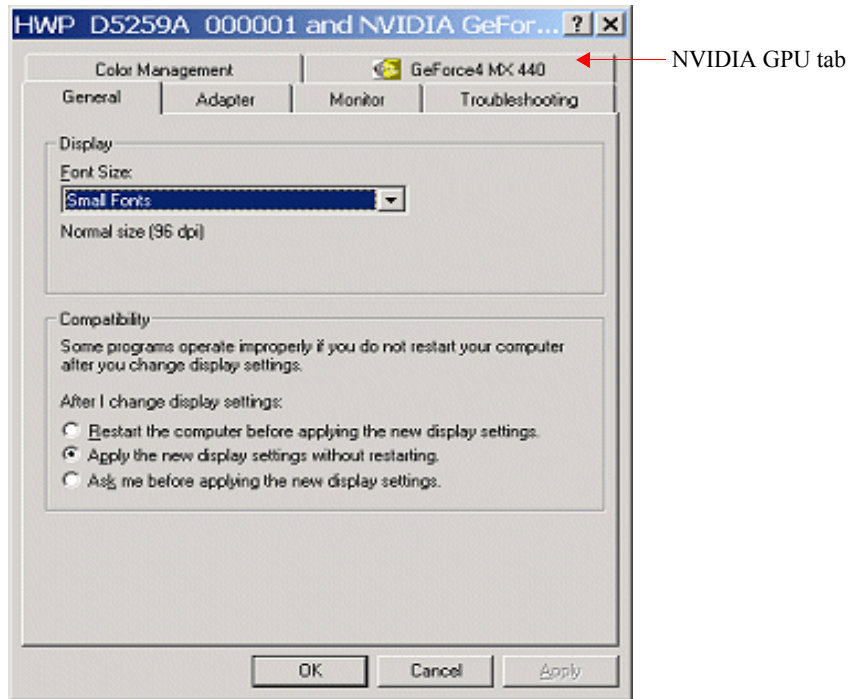 HWP D5259A 000001 and NVIDIA GeFor...
NVIDIA GPU tab
Color Management
GeForce4 MX 440
General
Adapter
Monitor
Troubleshooting
Display
Font Size:
Small Fonts
Normal size (96 dpi)
Compatibility
Some programs operate improperly if you do not restart your computer
after you change display settings.
After I change display settings:
Restart the computer before applying the new display settings.
Apply the new display settings without restarting.
Ask me before applying the new display settings.
OK
Cancel
Apply